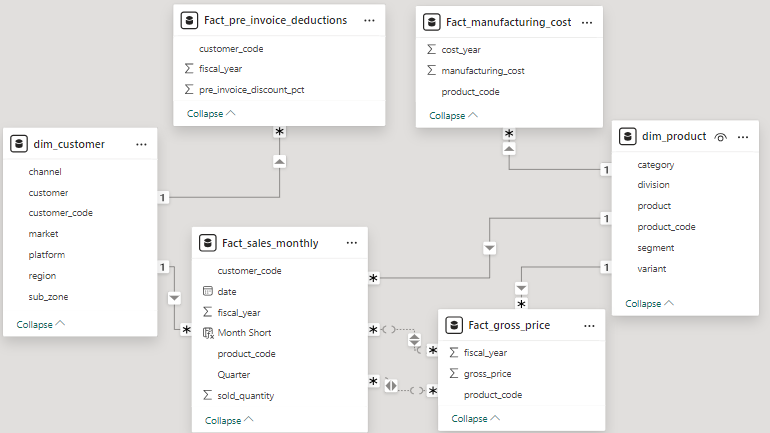 Fact_pre_invoice_deductions
customer_code
fiscal_year
pre_invoice_discount_pct
Collapse
Fact_manufacturing_cost
cost_year
manufacturing_cost
product_code
Collapse
dim_customer
channel
customer
customer_code
market
platform
region
sub_zone
Collapse
dim_product
category
division
product
product_code
segment
variant
Collapse
Fact_sales_monthly
customer_code
date
fiscal_year
Month Short
product_code
Quarter
sold_quantity
Collapse
Fact_gross_price
fiscal_year
gross_price
product_code
Collapse
*
*
1
1
1
1
1
*
*
*
*
*
*
*